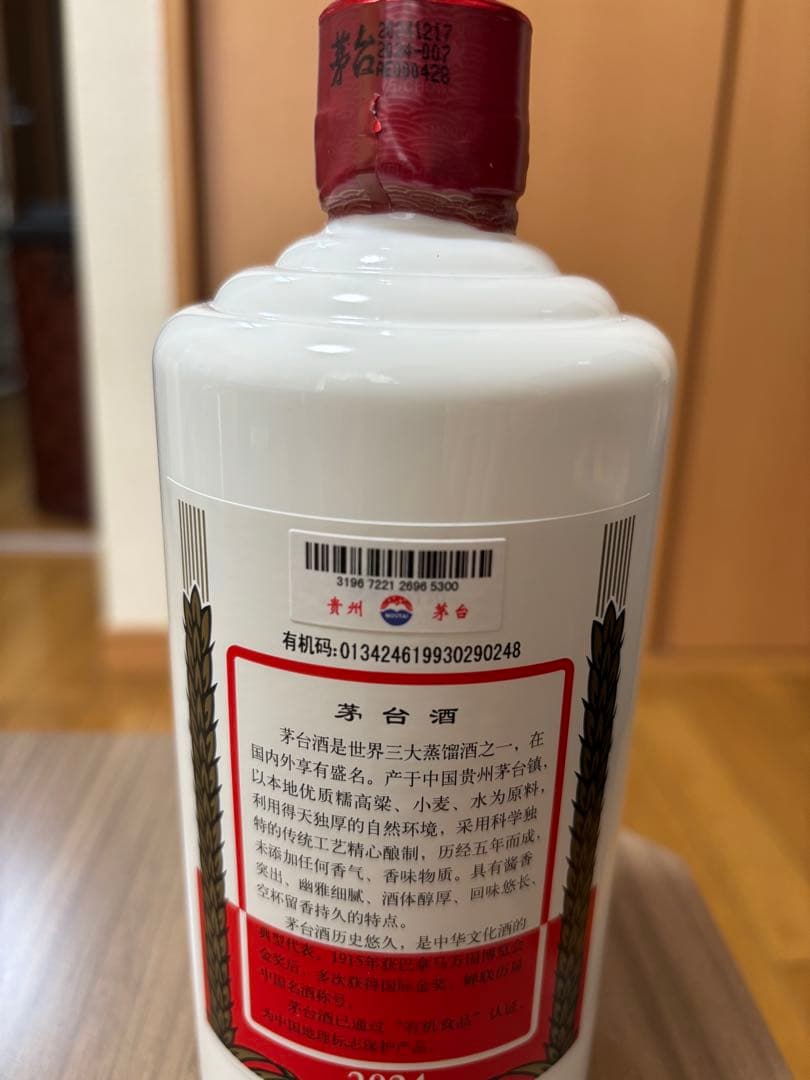 茅台
20241217
2024-007
3196 7221 2696 5300
贵州 MOUTAI 茅台
有机码:013424619930290248
茅台酒
茅台酒是世界三大蒸馏酒之一，在
国内外享有盛名。产于中国贵州茅台镇，
以本地优质糯高粱、小麦、水为原料，
利用得天独厚的自然环境，采用科学独
特的传统工艺精心酿制，历经五年而成，
未添加任何香气、香味物质。具有酱香
突出、幽雅细腻、酒体醇厚、回味悠长、
空杯留香持久的特点。
茅台酒历史悠久，是中华文化酒的
典型代表。1915年获巴拿马万国博览会
金奖后，多次获得国际金奖，蝉联历届
中国名酒称号。
茅台酒已通过“有机食品”认证，
为中国地理标志保护产品。
2024